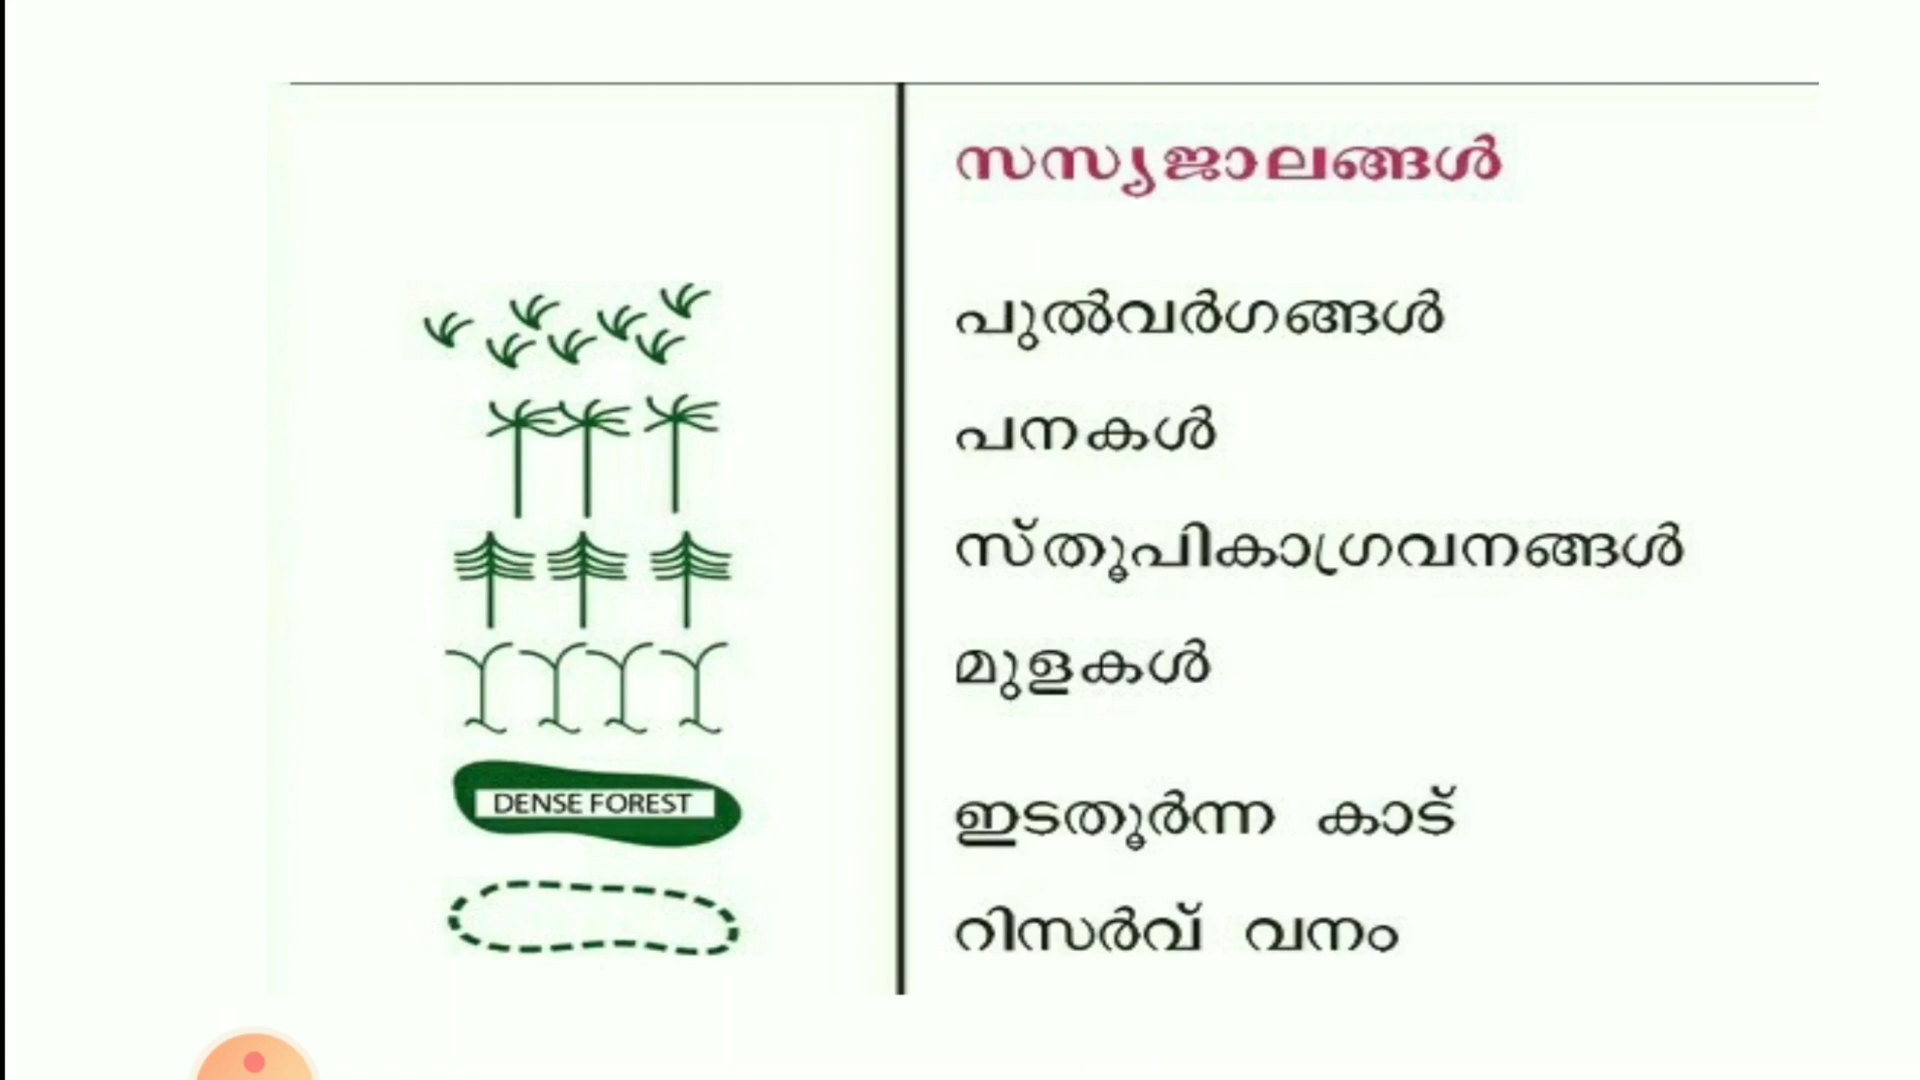 സസ്യജാലങ്ങൾ
പുൽവർഗങ്ങൾ
പനകൾ
സ്തൂപികാഗ്രവനങ്ങൾ
മുളകൾ
DENSE FOREST
ഇടതൂർന്ന കാട്
റിസർവ് വനം